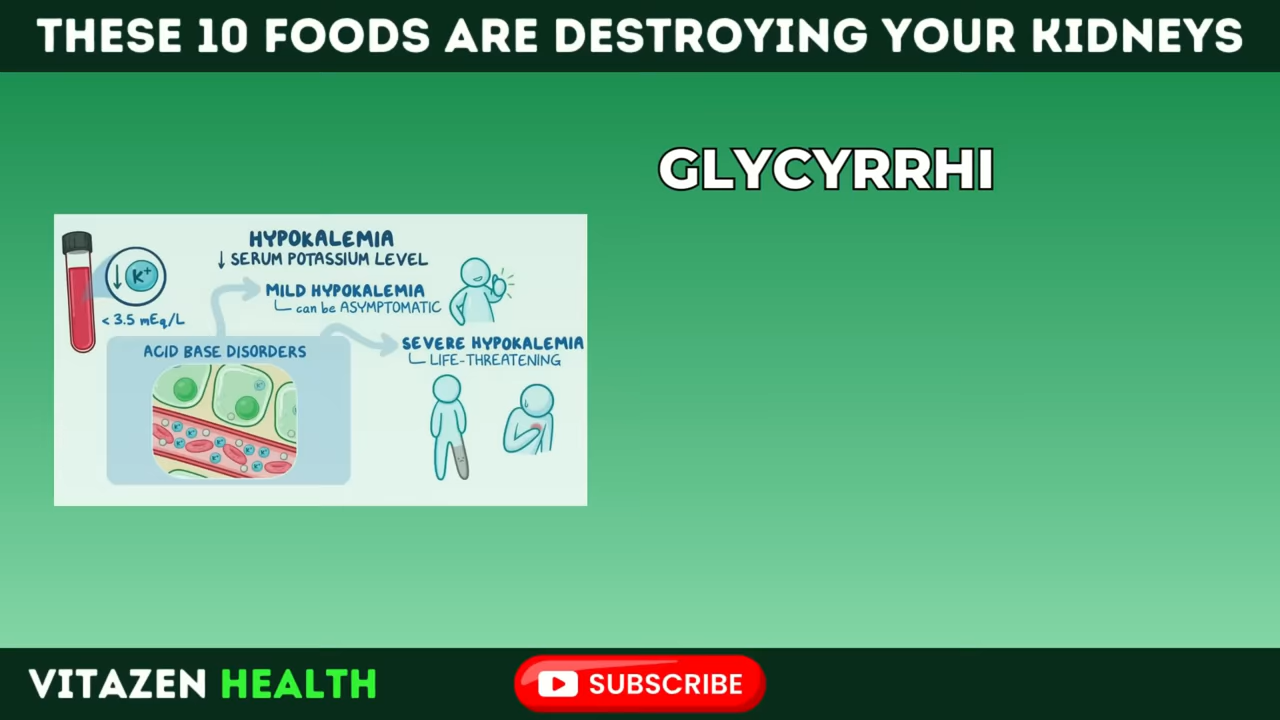 THESE 10 FOODS ARE DESTROYING YOUR KIDNEYS
GLYCYRRHI
HYPOKALEMIA
↓ SERUM POTASSIUM LEVEL
↓ K+
< 3.5 mEq/L
MILD HYPOKALEMIA
can be ASYMPTOMATIC
ACID BASE DISORDERS
SEVERE HYPOKALEMIA
LIFE-THREATENING
VITAZEN HEALTH
SUBSCRIBE